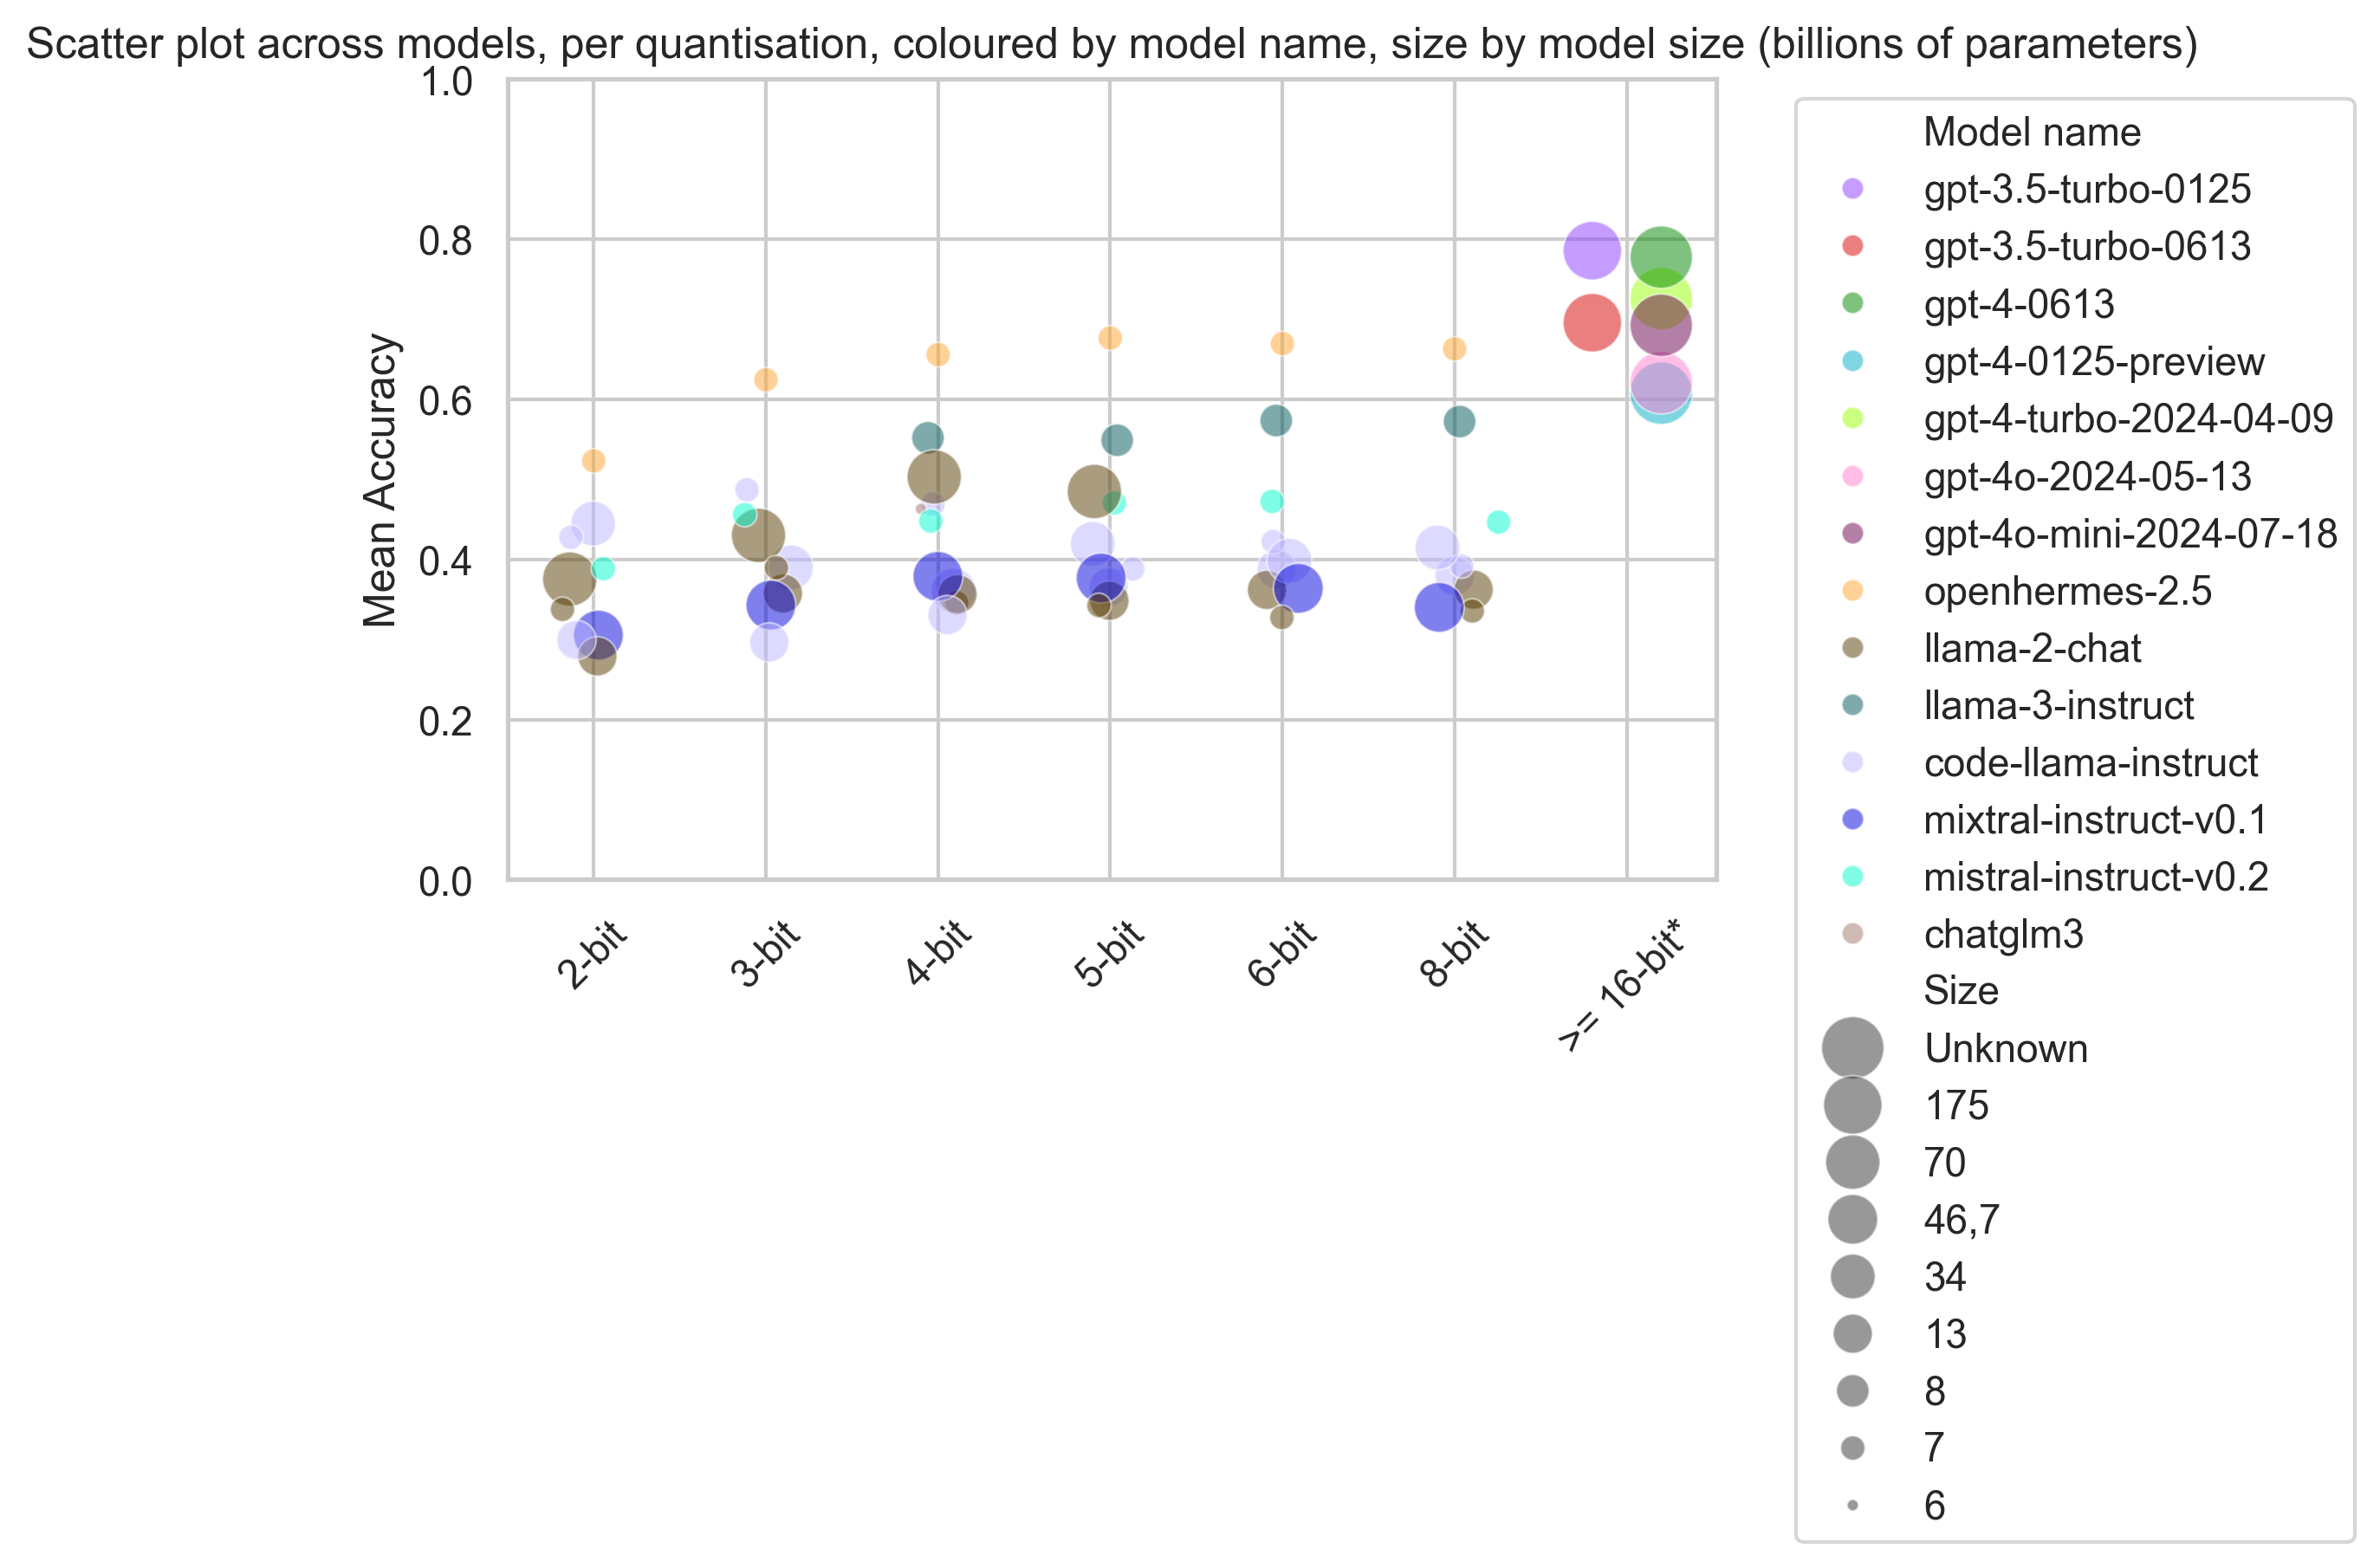 Scatter plot across models, per quantisation, coloured by model name, size by model size (billions of parameters)
1.0
0.8
0.6
0.4
0.2
0.0
Mean Accuracy
2-bit
3-bit
4-bit
5-bit
6-bit
8-bit
>= 16-bit*
Model name
gpt-3.5-turbo-0125
gpt-3.5-turbo-0613
gpt-4-0613
gpt-4-0125-preview
gpt-4-turbo-2024-04-09
gpt-4o-2024-05-13
gpt-4o-mini-2024-07-18
openhermes-2.5
llama-2-chat
llama-3-instruct
code-llama-instruct
mixtral-instruct-v0.1
mistral-instruct-v0.2
chatglm3
Size
Unknown
175
70
46,7
34
13
8
7
6